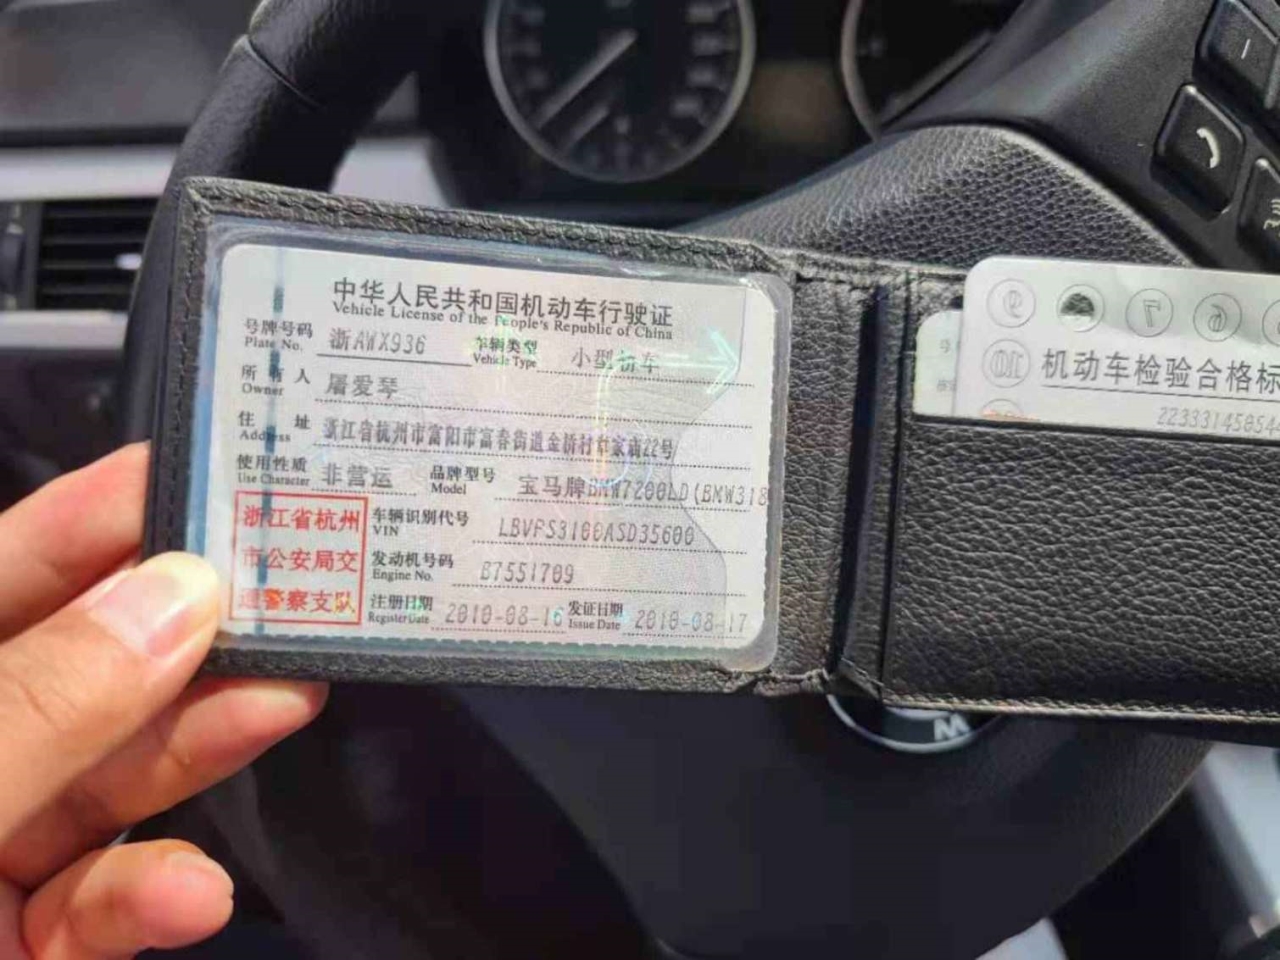 中华人民共和国机动车行驶证
Vehicle License of the People's Republic of China
号牌号码 浙AWX936 车辆类型 小型轿车
Plate No. Vehicle Type
所有人 屠爱琴
Owner
住址 浙江省杭州市富阳市富春街道金桥村 22号
Address
使用性质 非营运 品牌型号 宝马牌BMW7200LD(BMW318
Use Character Model
浙江省杭州
市公安局交
通警察支队
车辆识别代号 LBVPS3100ASD35600
VIN
发动机号码 B7551709
Engine No.
注册日期 2010-08-16 发证日期 2010-08-17
Register Date Issue Date
9 7 6
10 机动车检验合格标
22333145054